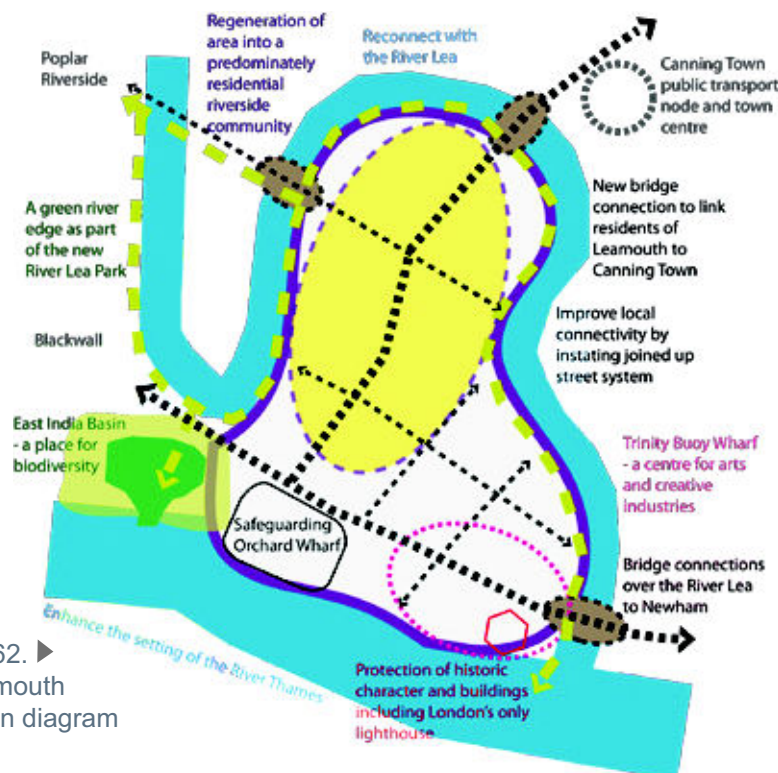 Poplar
Riverside
Regeneration of
area into a
predominately
residential
riverside
community
Reconnect with
the River Lea
Canning Town
public transport
node and town
centre
A green river
edge as part
of the new
River Lea Park
New bridge
connection to link
residents of
Leamouth to
Canning Town
Blackwall
Improve local
connectivity by
instating joined up
street system
East India Basin
- a place for
biodiversity
Trinity Buoy Wharf
- a centre for arts
and creative
industries
Safeguarding
Orchard Wharf
Bridge connections
over the River Lea
to Newham
Enhance the setting of the River Thames
Protection of historic
character and buildings
including London's only
lighthouse
62. ▶
mouth
n diagram